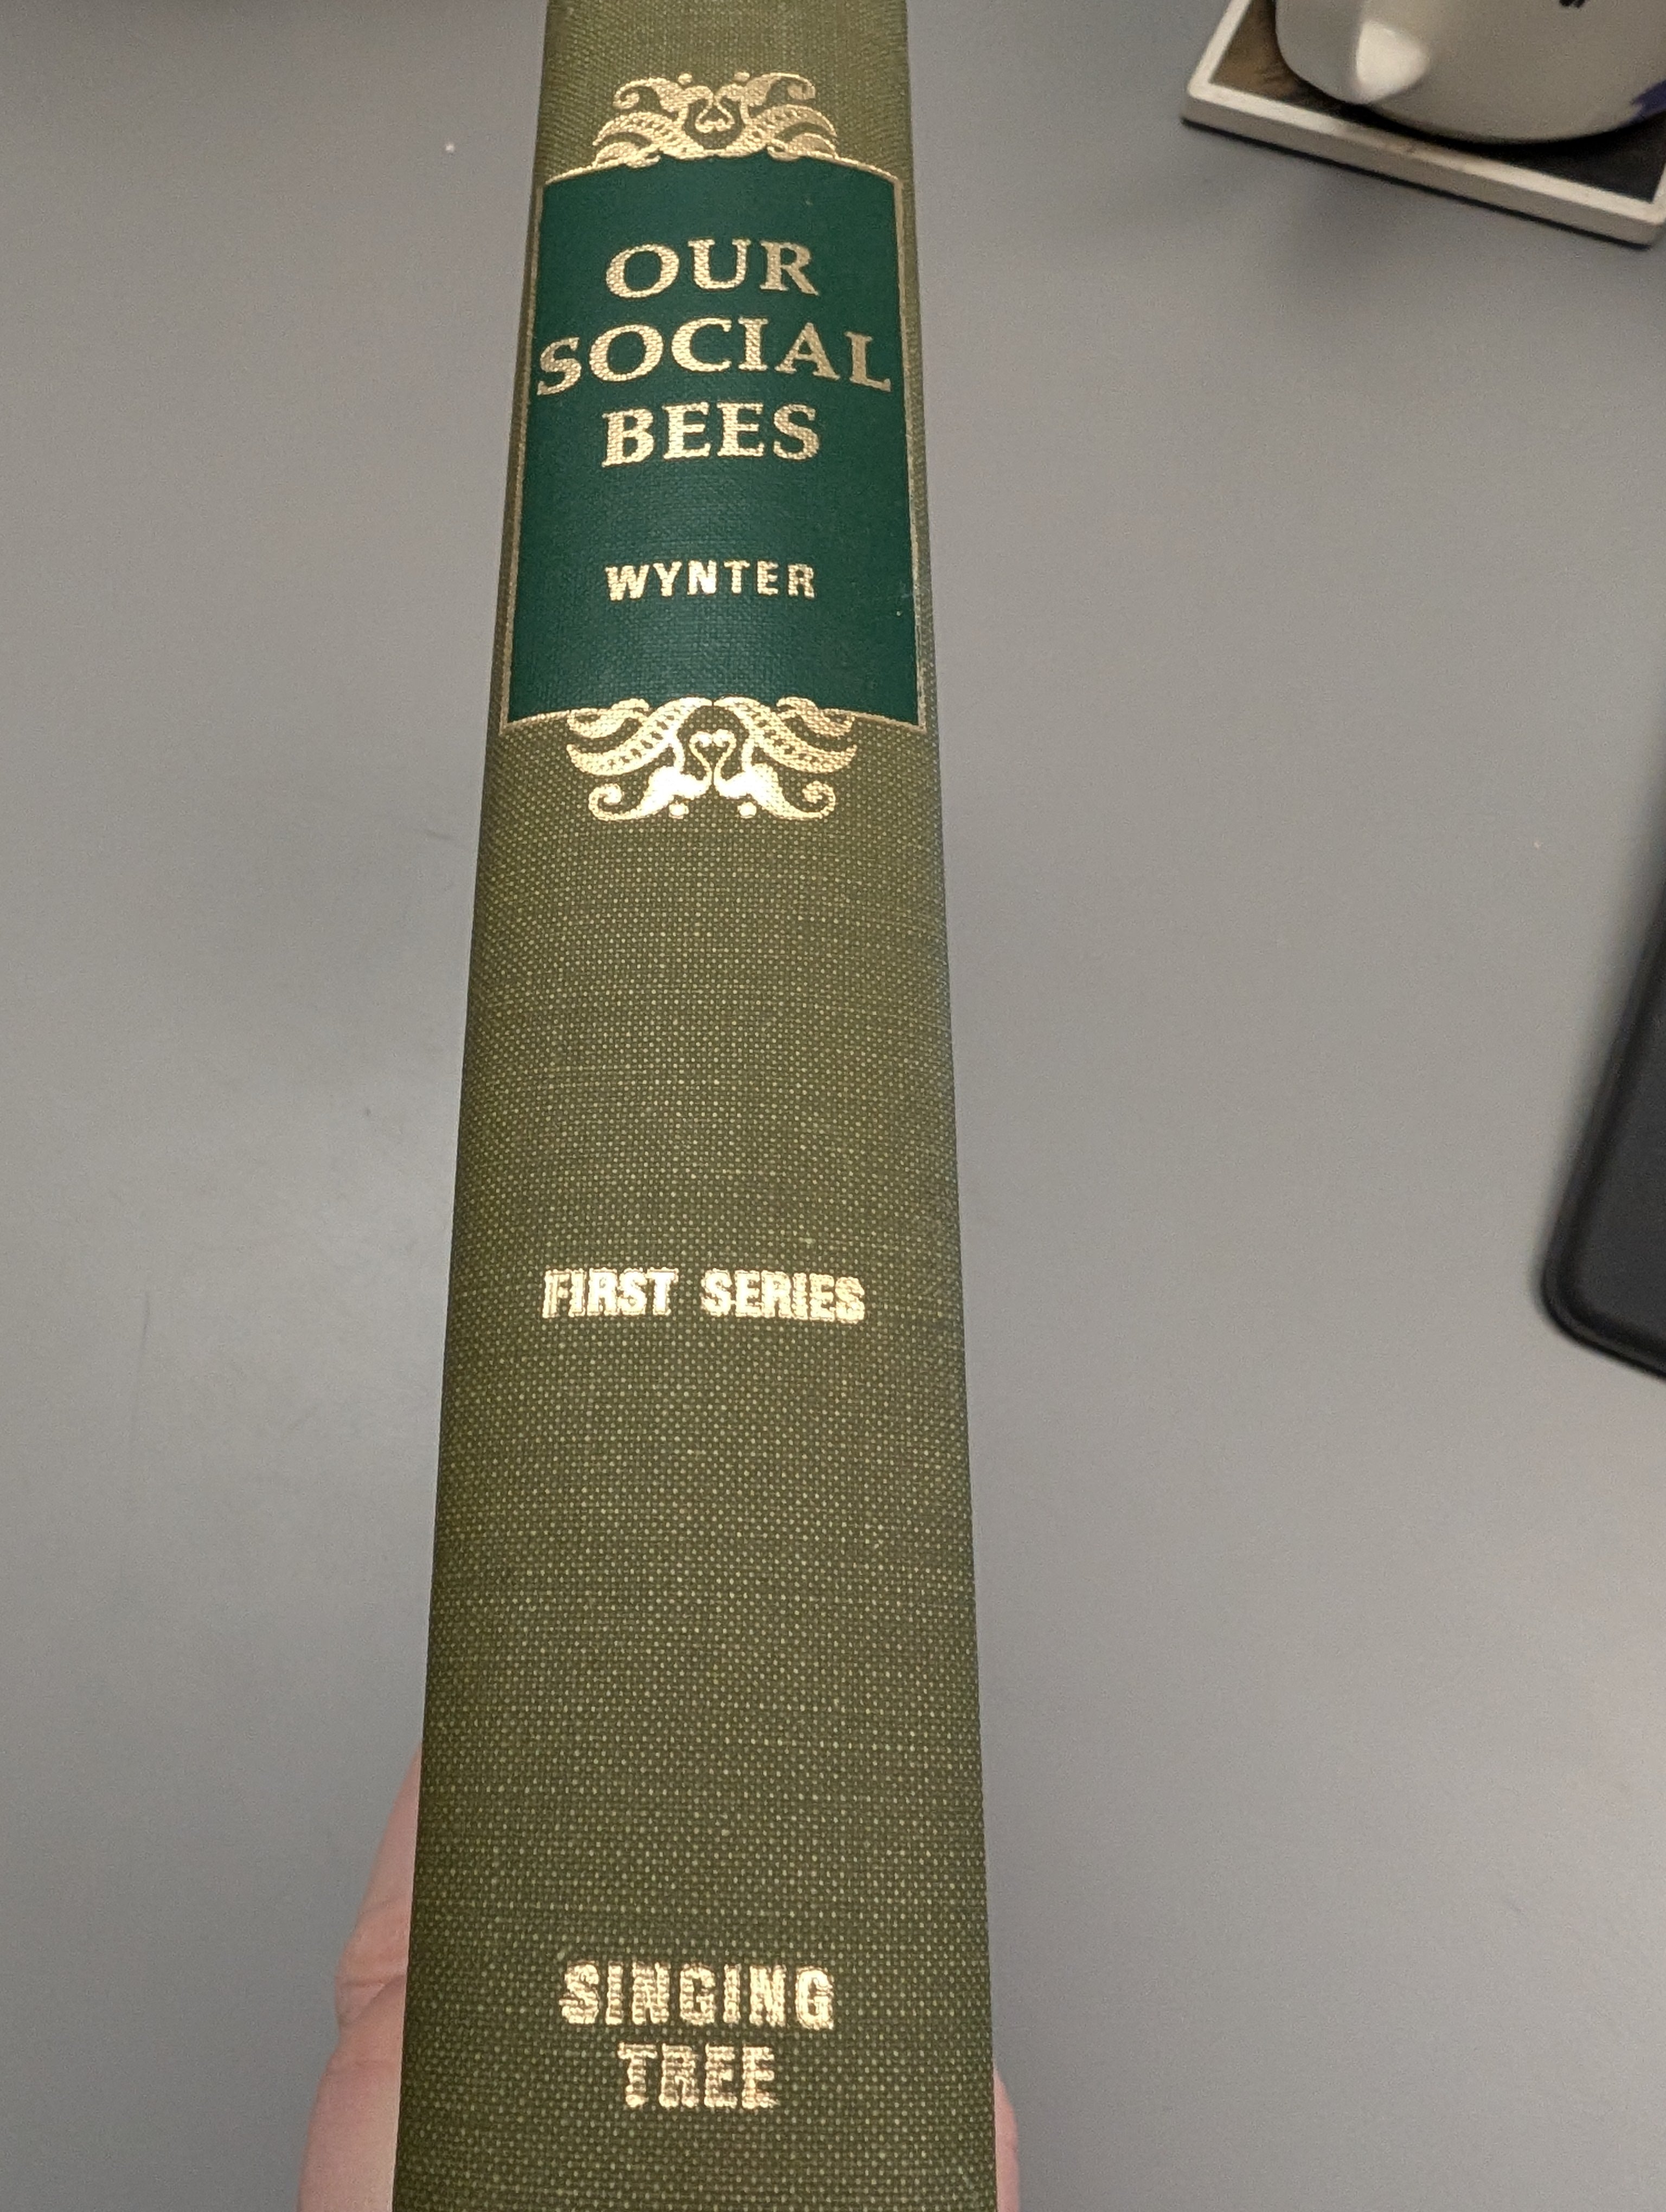 OUR
SOCIAL
BEES
WYNTER
FIRST SERIES
SINGING
TREE